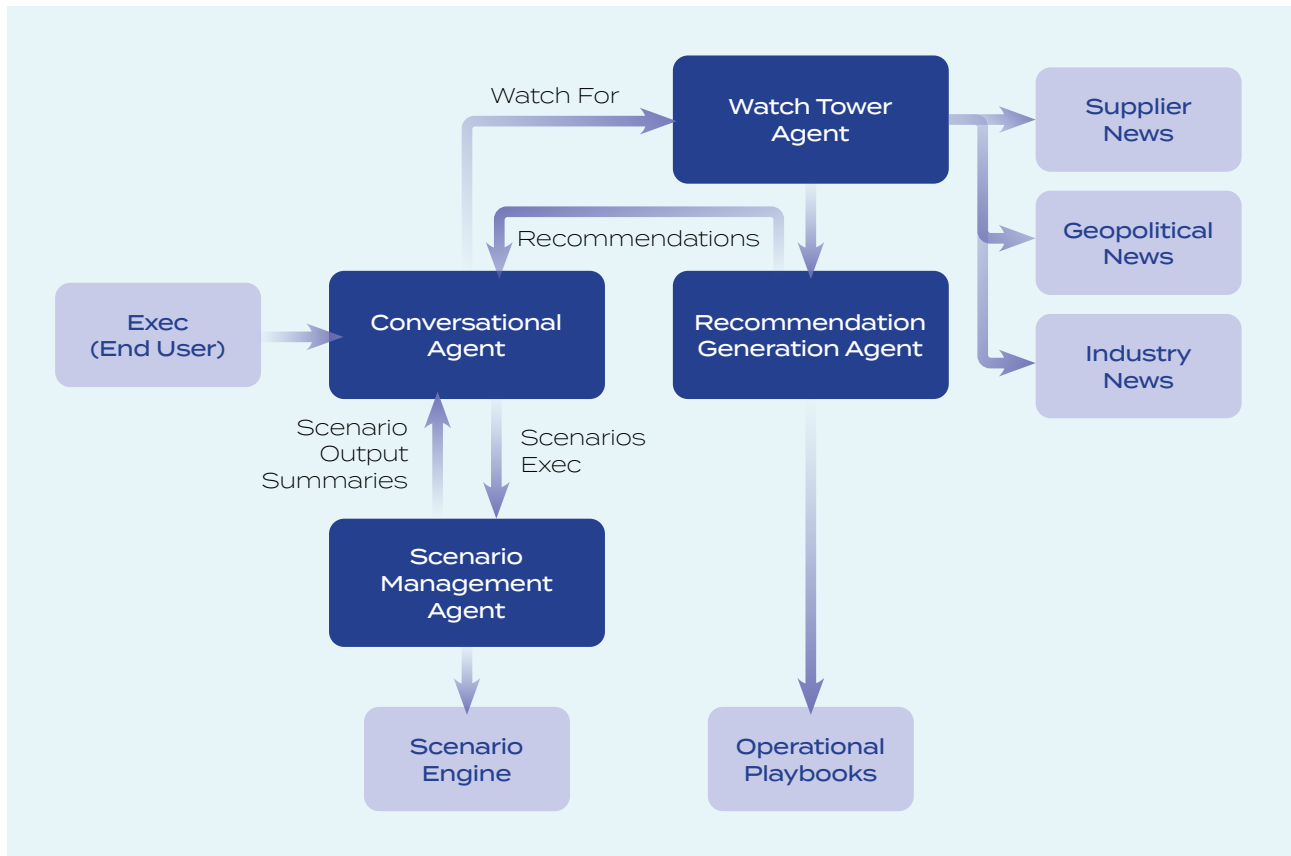 Watch For
Watch Tower
Agent
Supplier
News
Geopolitical
News
Industry
News
Recommendations
Exec
(End User)
Conversational
Agent
Recommendation
Generation Agent
Scenario
Output
Summaries
Scenarios
Exec
Scenario
Management
Agent
Scenario
Engine
Operational
Playbooks